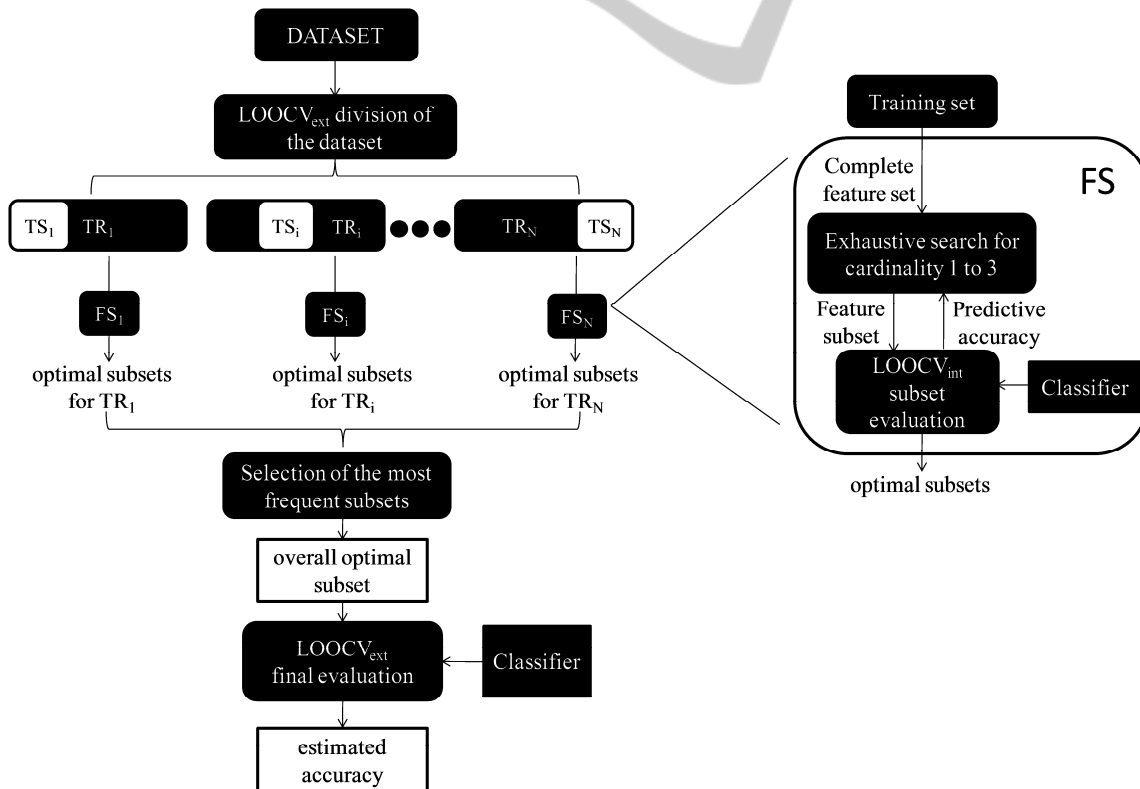 DATASET
LOOCVext division of
the dataset
TS1 TR1
TSi TRi
TRN TSN
FS1
FSi
FSN
optimal subsets
for TR1
optimal subsets
for TRi
optimal subsets
for TRN
Selection of the most
frequent subsets
overall optimal
subset
LOOCVext
final evaluation
Classifier
estimated
accuracy
Training set
FS
Complete
feature set
Exhaustive search for
cardinality 1 to 3
Feature
subset
Predictive
accuracy
LOOCVint
subset
evaluation
Classifier
optimal subsets